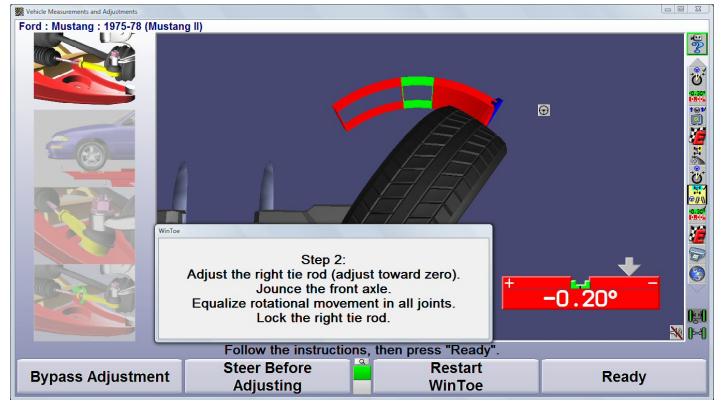 Vehicle Measurements and Adjustments
Ford : Mustang : 1975-78 (Mustang II)
WinToe
Step 2:
Adjust the right tie rod (adjust toward zero).
Jounce the front axle.
Equalize rotational movement in all joints.
Lock the right tie rod.
+ −
-0.20°
Follow the instructions, then press "Ready".
Bypass Adjustment
Steer Before
Adjusting
Restart
WinToe
Ready